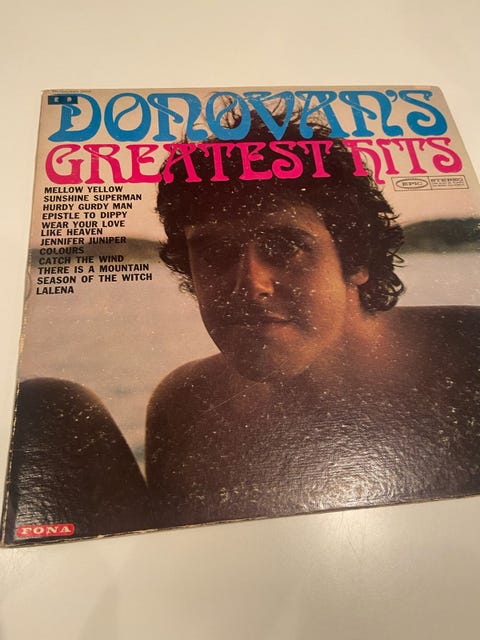 DONOVAN'S
GREATEST HITS
EPIC
STEREO
MELLOW YELLOW
SUNSHINE SUPERMAN
HURDY GURDY MAN
EPISTLE TO DIPPY
WEAR YOUR LOVE
LIKE HEAVEN
JENNIFER JUNIPER
COLOURS
CATCH THE WIND
THERE IS A MOUNTAIN
SEASON OF THE WITCH
LALENA
FONA